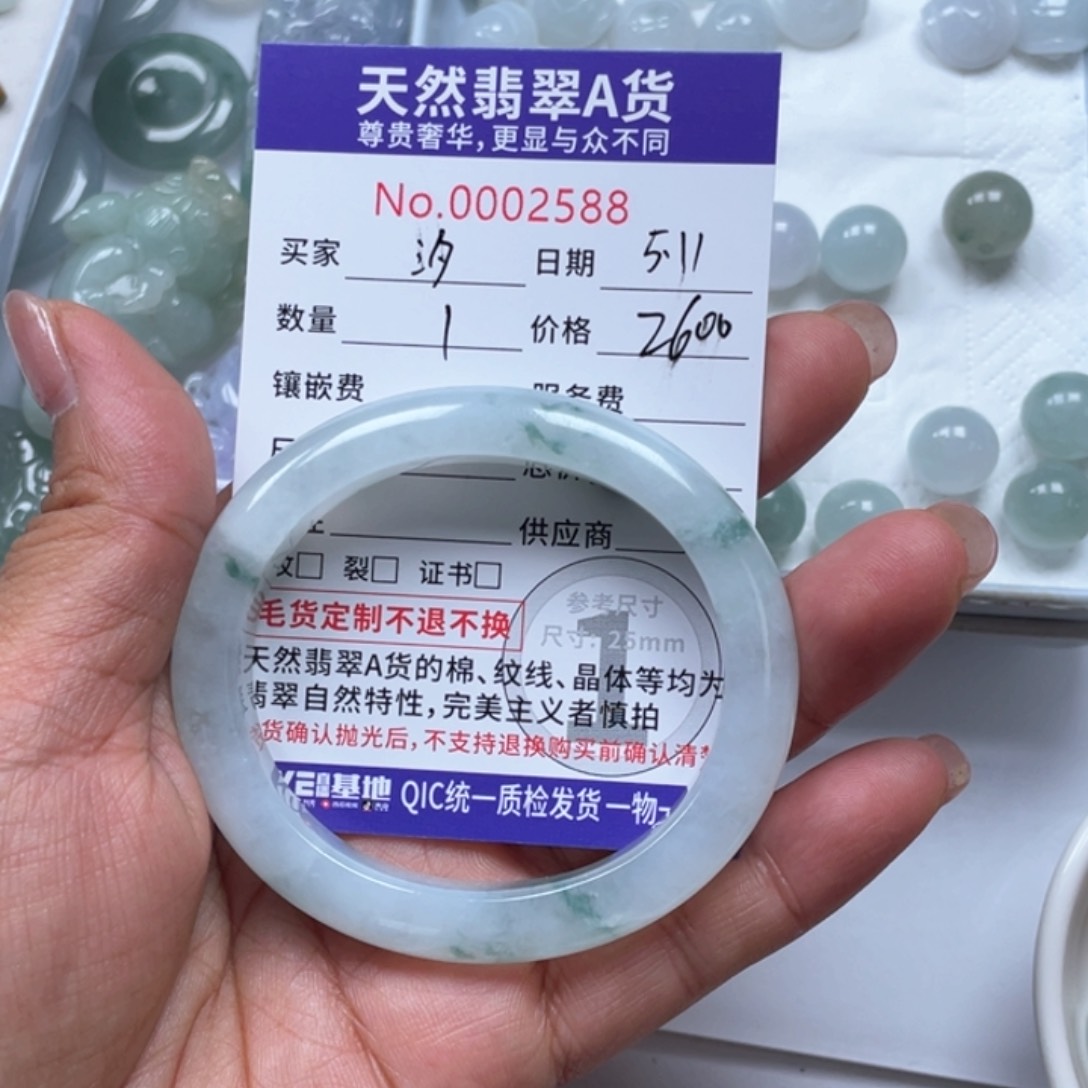 天然翡翠A货
尊贵奢华,更显与众不同
No.0002588
买家 汐 日期 5.11
数量 1 价格 2600
镶嵌费 服务费
供应商
裂□ 证书□
毛货定制不退不换
参考尺寸
尺寸: 25mm
天然翡翠A货的棉、纹线、晶体等均为
翡翠自然特性,完美主义者慎拍
货确认抛光后,不支持退换购买前确认清
基地 QIC统一质检发货一物